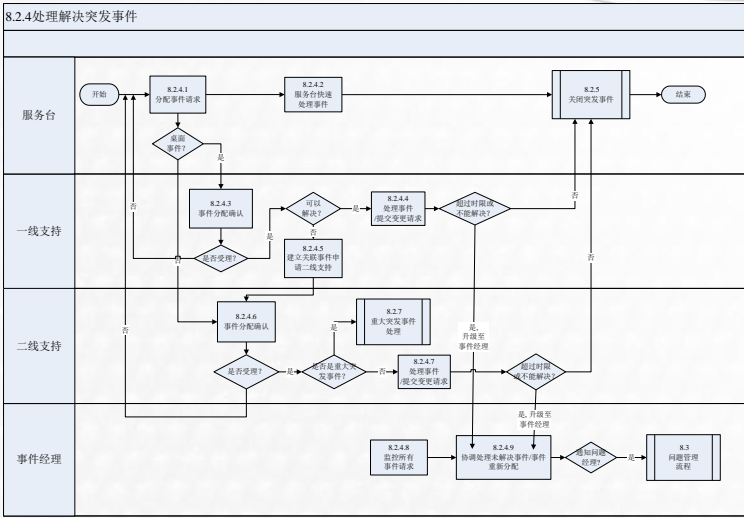 8.2.4处理解决突发事件
服务台
开始
8.2.4.1
分配事件请求
8.2.4.2
服务台快速
处理事件
8.2.5
关闭突发事件
结束
桌面
事件？
是
一线支持
否
8.2.4.3
事件分配确认
可以
解决？
是
8.2.4.4
处理事件
/提交变更请求
超过时限或
不能解决？
否
是
否
8.2.4.5
建立关联事件申
请二线支持
否
是否受理？
否
二线支持
否
8.2.4.6
事件分配确认
是
8.2.7
重大突发事件
处理
是,
升级至
事件经理
是否受理？
是
是否是重大突
发事件？
否
8.2.4.7
处理事件
/提交变更请求
超过时限
或不能解决？
是, 升级至
事件经理
事件经理
8.2.4.8
监控所有
事件请求
8.2.4.9
协调处理未解决事件/事件
重新分配
通知问题
经理?
是
8.3
问题管理
流程